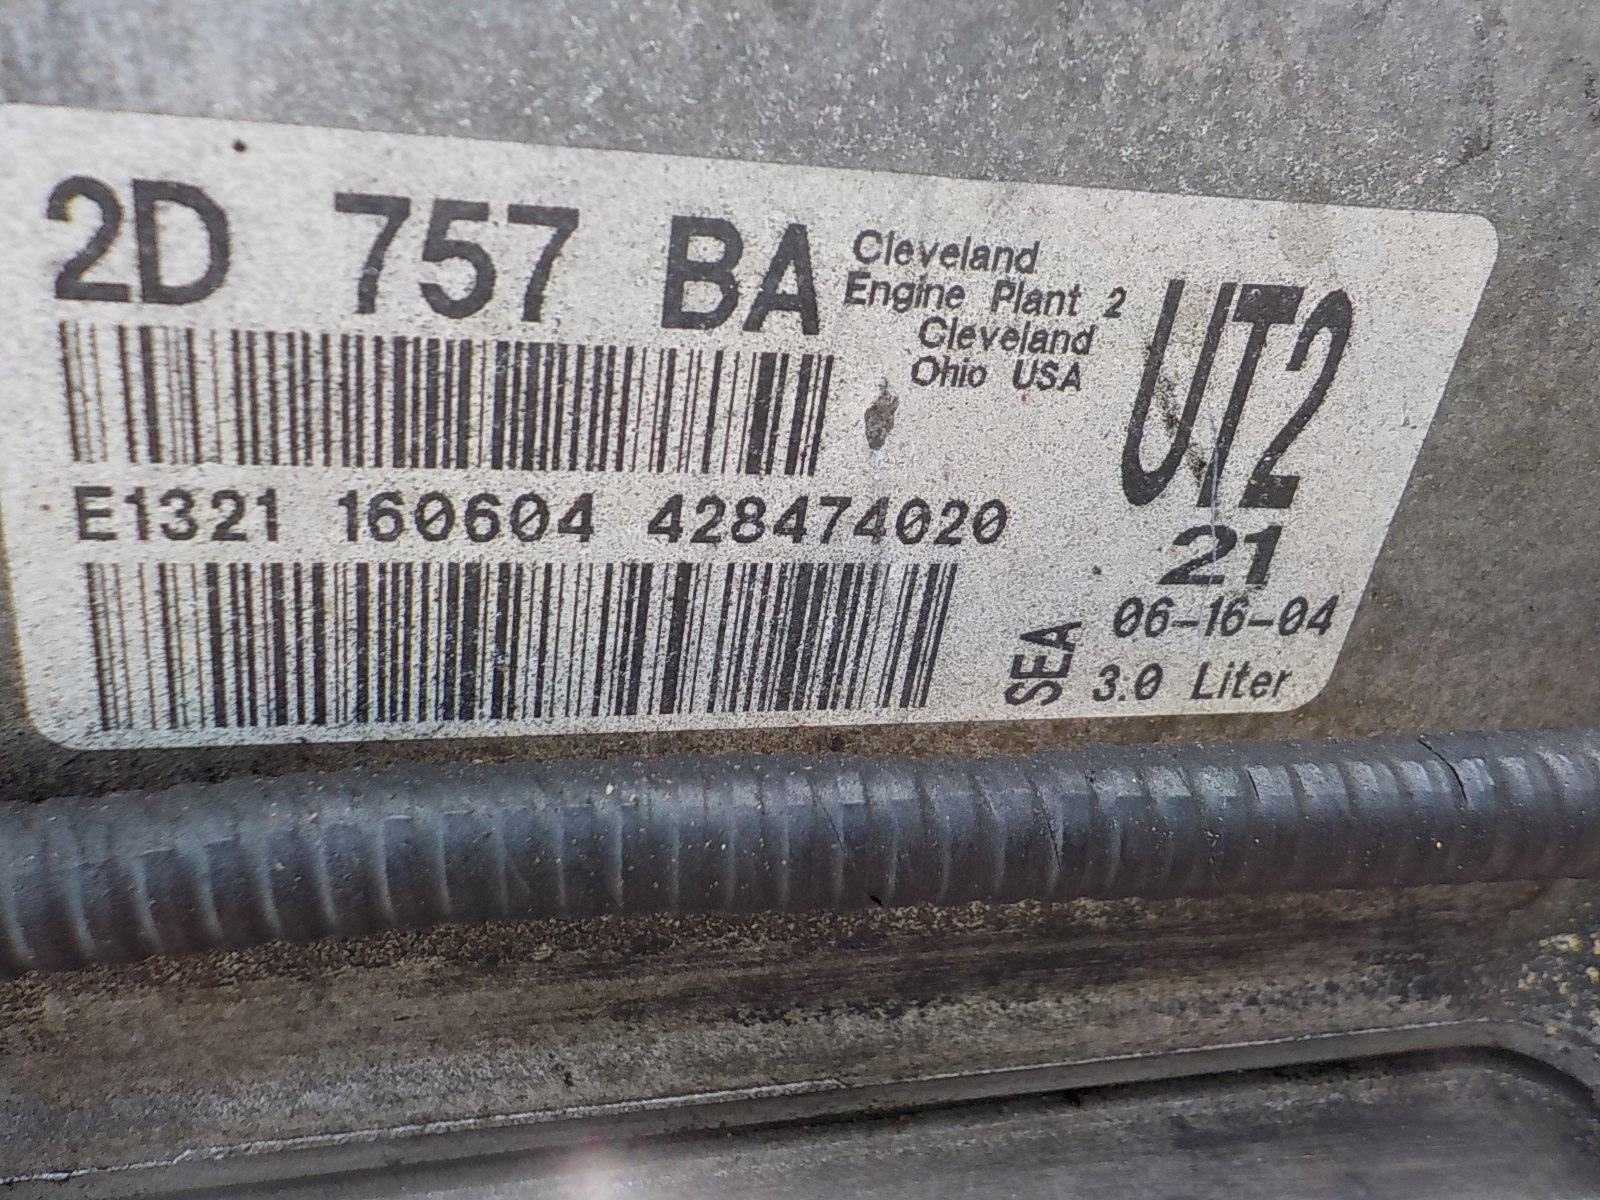 2D 757 BA
Cleveland
Engine Plant 2
Cleveland
Ohio USA
UT2
21
E1321 160604 428474020
06-16-04
SEA
3.0 Liter